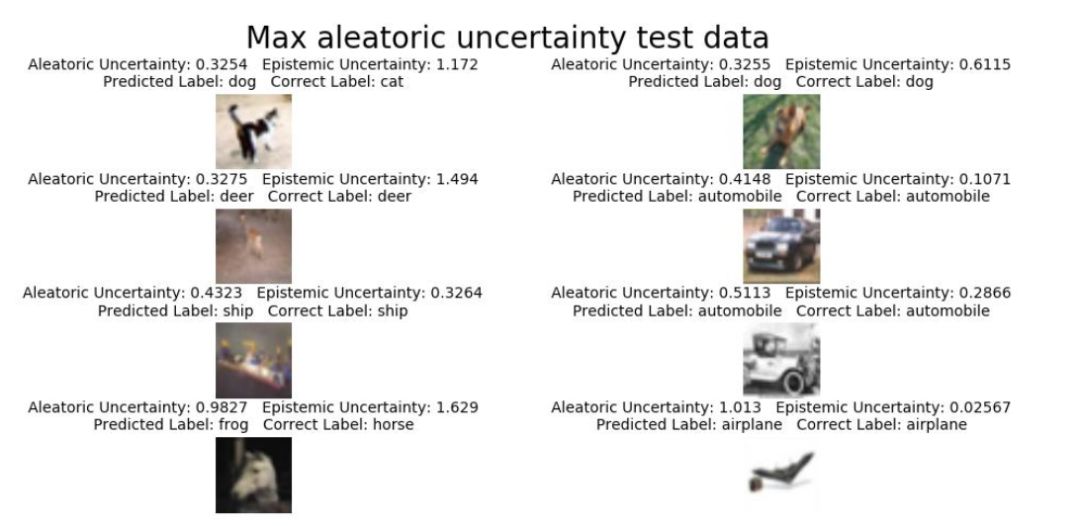 Max aleatoric uncertainty test data
Aleatoric Uncertainty: 0.3254   Epistemic Uncertainty: 1.172
Predicted Label: dog   Correct Label: cat
Aleatoric Uncertainty: 0.3255   Epistemic Uncertainty: 0.6115
Predicted Label: dog   Correct Label: dog
Aleatoric Uncertainty: 0.3275   Epistemic Uncertainty: 1.494
Predicted Label: deer   Correct Label: deer
Aleatoric Uncertainty: 0.4148   Epistemic Uncertainty: 0.1071
Predicted Label: automobile   Correct Label: automobile
Aleatoric Uncertainty: 0.4323   Epistemic Uncertainty: 0.3264
Predicted Label: ship   Correct Label: ship
Aleatoric Uncertainty: 0.5113   Epistemic Uncertainty: 0.2866
Predicted Label: automobile   Correct Label: automobile
Aleatoric Uncertainty: 0.9827   Epistemic Uncertainty: 1.629
Predicted Label: frog   Correct Label: horse
Aleatoric Uncertainty: 1.013   Epistemic Uncertainty: 0.02567
Predicted Label: airplane   Correct Label: airplane